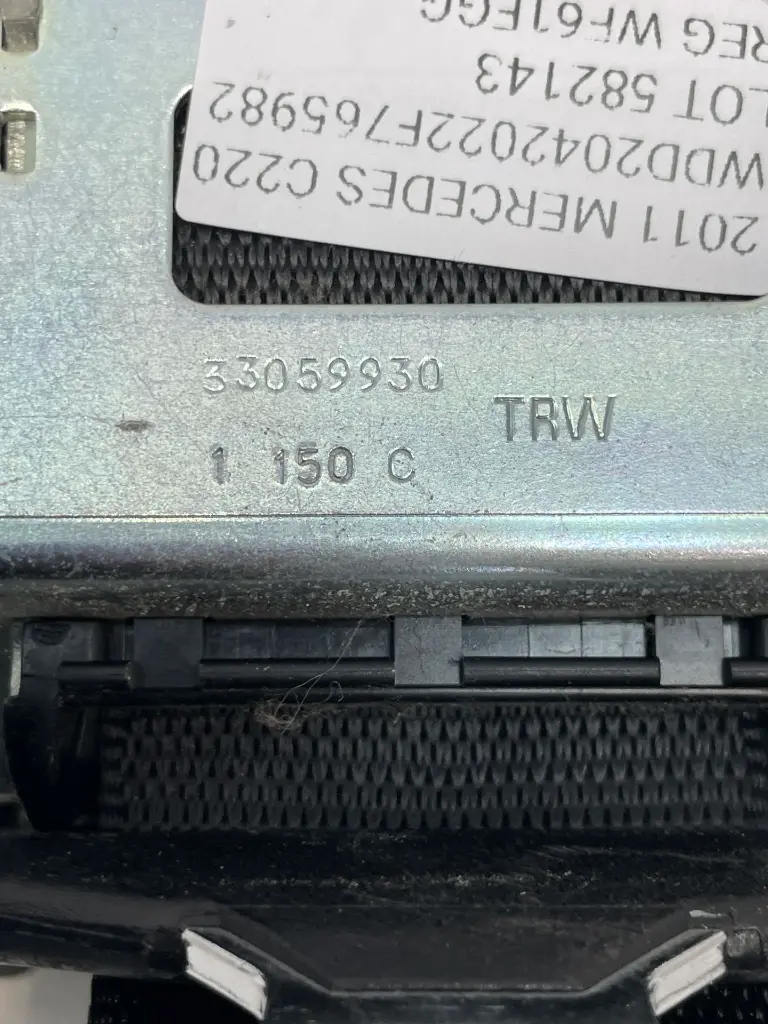 2011 MERCEDES C220
WDD2042022F765982
LOT 582143
REG WF61FGG
33059930
TRW
1 150 C